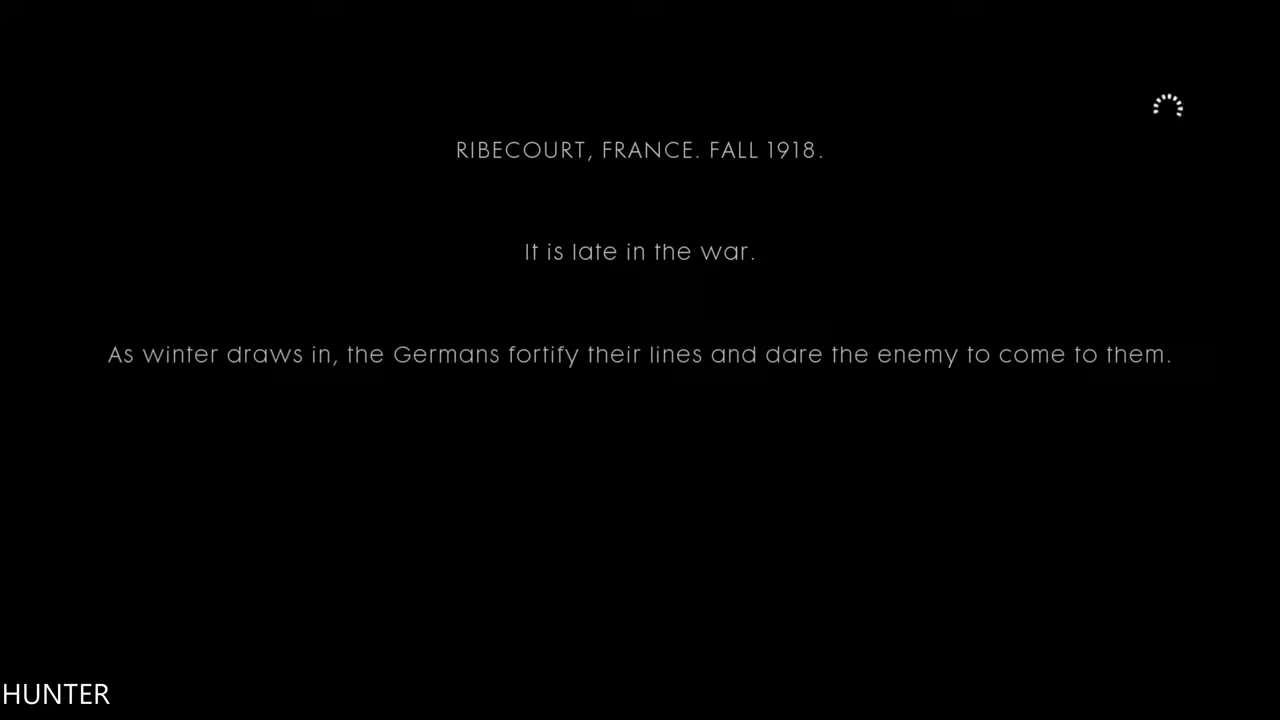 RIBECOURT, FRANCE. FALL 1918.
It is late in the war.
As winter draws in, the Germans fortify their lines and dare the enemy to come to them.
HUNTER